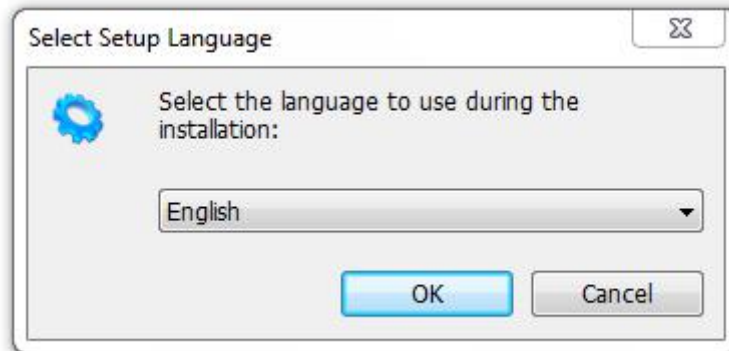 Select Setup Language
Select the language to use during the
installation:
English
OK
Cancel